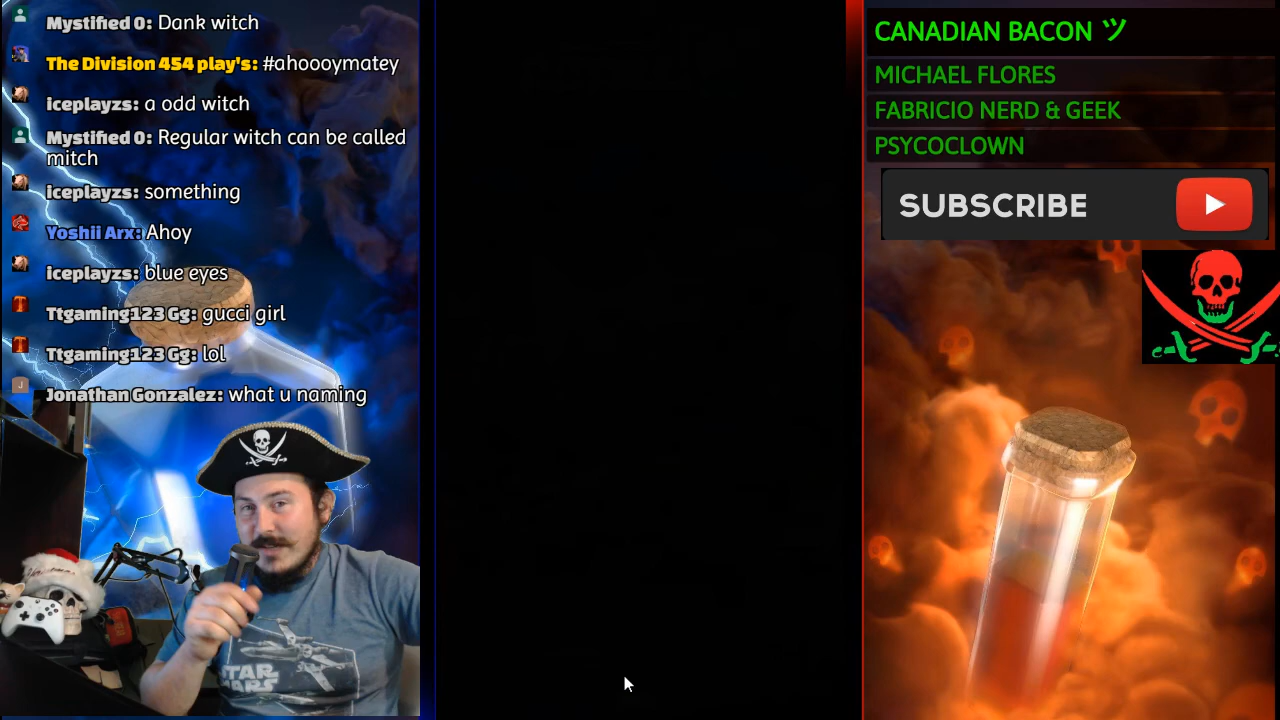 Mystified 0: Dank witch
The Division 454 play's: #ahoooymatey
iceplayzs: a odd witch
Mystified 0: Regular witch can be called
mitch
iceplayzs: something
Yoshii Arx: Ahoy
iceplayzs: blue eyes
Ttgaming123 Gg: gucci girl
Ttgaming123 Gg: lol
J
Jonathan Gonzalez: what u naming
STAR
WARS
CANADIAN BACON ツ
MICHAEL FLORES
FABRICIO NERD & GEEK
PSYCOCLOWN
SUBSCRIBE